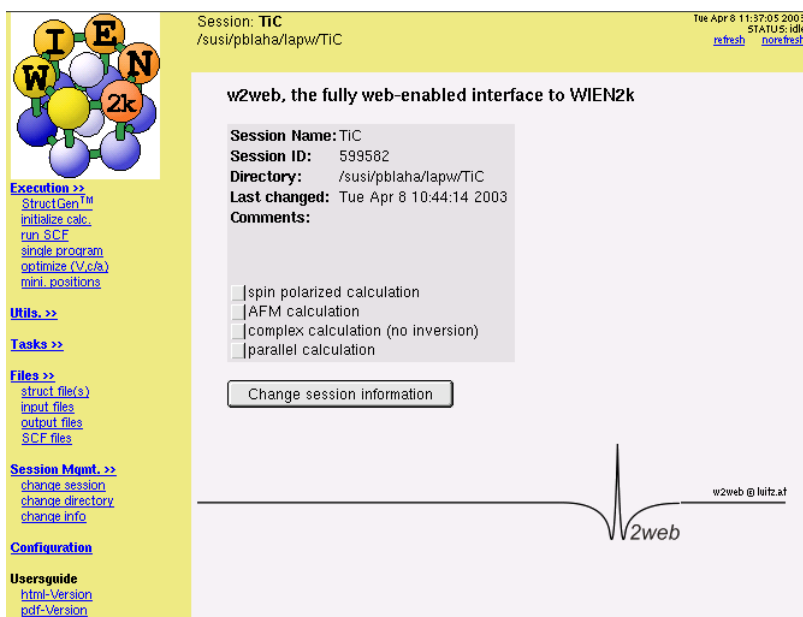 W I E N
2k
Session: TiC
/susi/pblaha/lapw/TiC
Tue Apr 8 11:37:05 2003
STATUS: idle
refresh norefresh
Execution >>
StructGen™
initialize calc.
run SCF
single program
optimize (V,c/a)
mini. positions
Utils. >>
Tasks >>
Files >>
struct file(s)
input files
output files
SCF files
Session Mgmt. >>
change session
change directory
change info
Configuration
Usersguide
html-Version
pdf-Version
w2web, the fully web-enabled interface to WIEN2k
Session Name: TiC
Session ID: 599582
Directory: /susi/pblaha/lapw/TiC
Last changed: Tue Apr 8 10:44:14 2003
Comments:
spin polarized calculation
AFM calculation
complex calculation (no inversion)
parallel calculation
Change session information
w2web @ luitz.at
2web